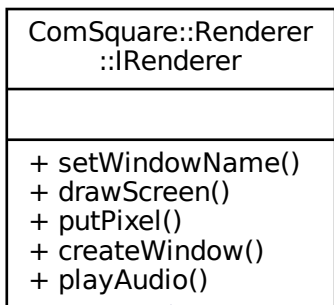 ComSquare::Renderer
::IRenderer
+ setWindowName()
+ drawScreen()
+ putPixel()
+ createWindow()
+ playAudio()